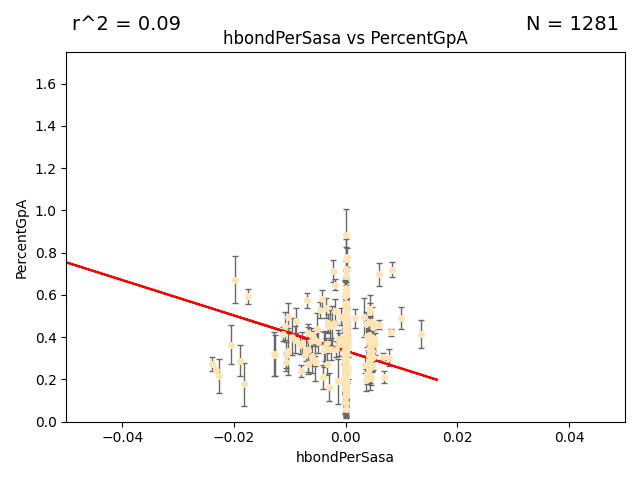 r^2 = 0.09
N = 1281
hbondPerSasa vs PercentGpA
PercentGpA
1.6
1.4
1.2
1.0
0.8
0.6
0.4
0.2
0.0
−0.04
−0.02
0.00
0.02
0.04
hbondPerSasa